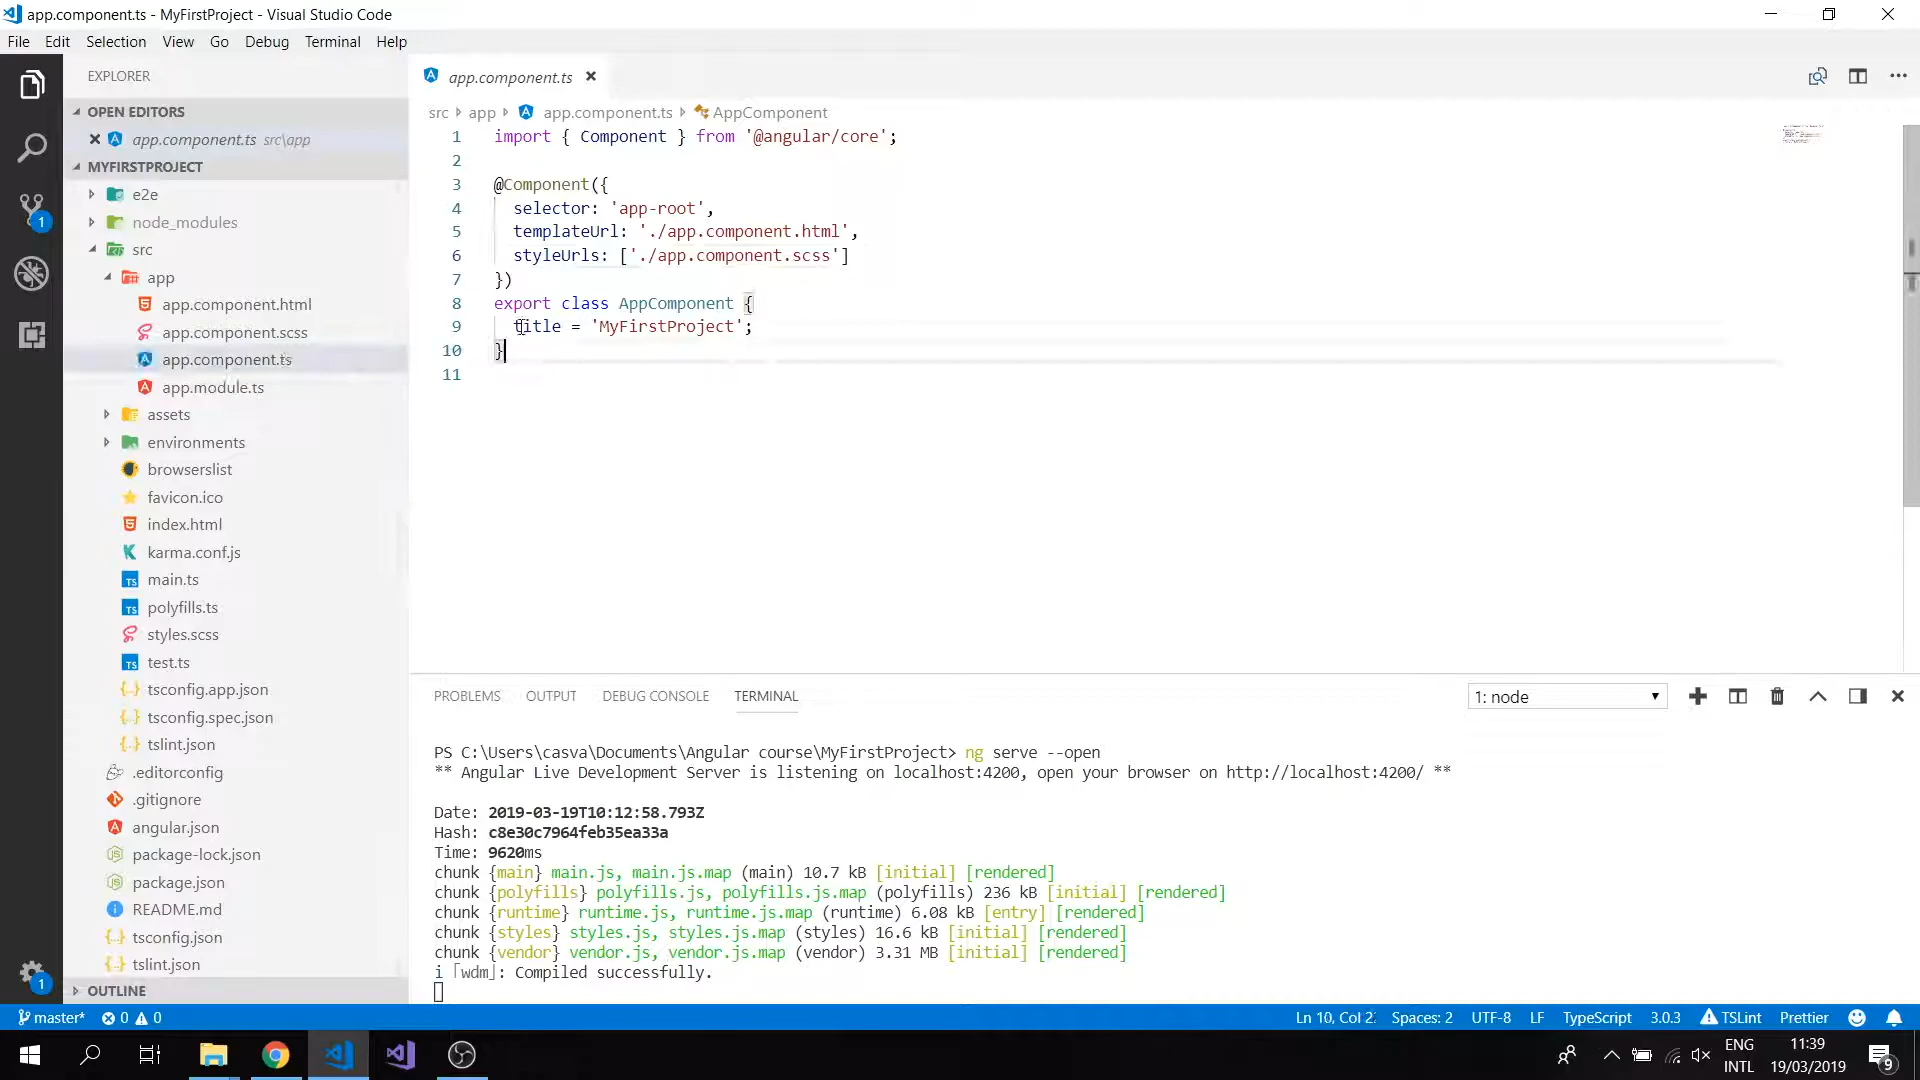 app.component.ts - MyFirstProject - Visual Studio Code
File Edit Selection View Go Debug Terminal Help
EXPLORER
OPEN EDITORS
app.component.ts src\app
MYFIRSTPROJECT
e2e
node_modules
src
app
app.component.html
app.component.scss
app.component.ts
app.module.ts
assets
environments
browserslist
favicon.ico
index.html
karma.conf.js
main.ts
polyfills.ts
styles.scss
test.ts
tsconfig.app.json
tsconfig.spec.json
tslint.json
.editorconfig
.gitignore
angular.json
package-lock.json
package.json
README.md
tsconfig.json
tslint.json
OUTLINE
1
1
app.component.ts
src app app.component.ts AppComponent
1 import { Component } from '@angular/core';
2
3 @Component({
4 selector: 'app-root',
5 templateUrl: './app.component.html',
6 styleUrls: ['./app.component.scss']
7 })
8 export class AppComponent {
9 title = 'MyFirstProject';
10 }
11
PROBLEMS OUTPUT DEBUG CONSOLE TERMINAL 1: node
PS C:\Users\casva\Documents\Angular course\MyFirstProject> ng serve --open
** Angular Live Development Server is listening on localhost:4200, open your browser on http://localhost:4200/ **
Date: 2019-03-19T10:12:58.793Z
Hash: c8e30c7964feb35ea33a
Time: 9620ms
chunk {main} main.js, main.js.map (main) 10.7 kB [initial] [rendered]
chunk {polyfills} polyfills.js, polyfills.js.map (polyfills) 236 kB [initial] [rendered]
chunk {runtime} runtime.js, runtime.js.map (runtime) 6.08 kB [entry] [rendered]
chunk {styles} styles.js, styles.js.map (styles) 16.6 kB [initial] [rendered]
chunk {vendor} vendor.js, vendor.js.map (vendor) 3.31 MB [initial] [rendered]
i ｢wdm｣: Compiled successfully.
master* 0 0 Ln 10, Col 2 Spaces: 2 UTF-8 LF TypeScript 3.0.3 TSLint Prettier
ENG 11:39
INTL 19/03/2019 9